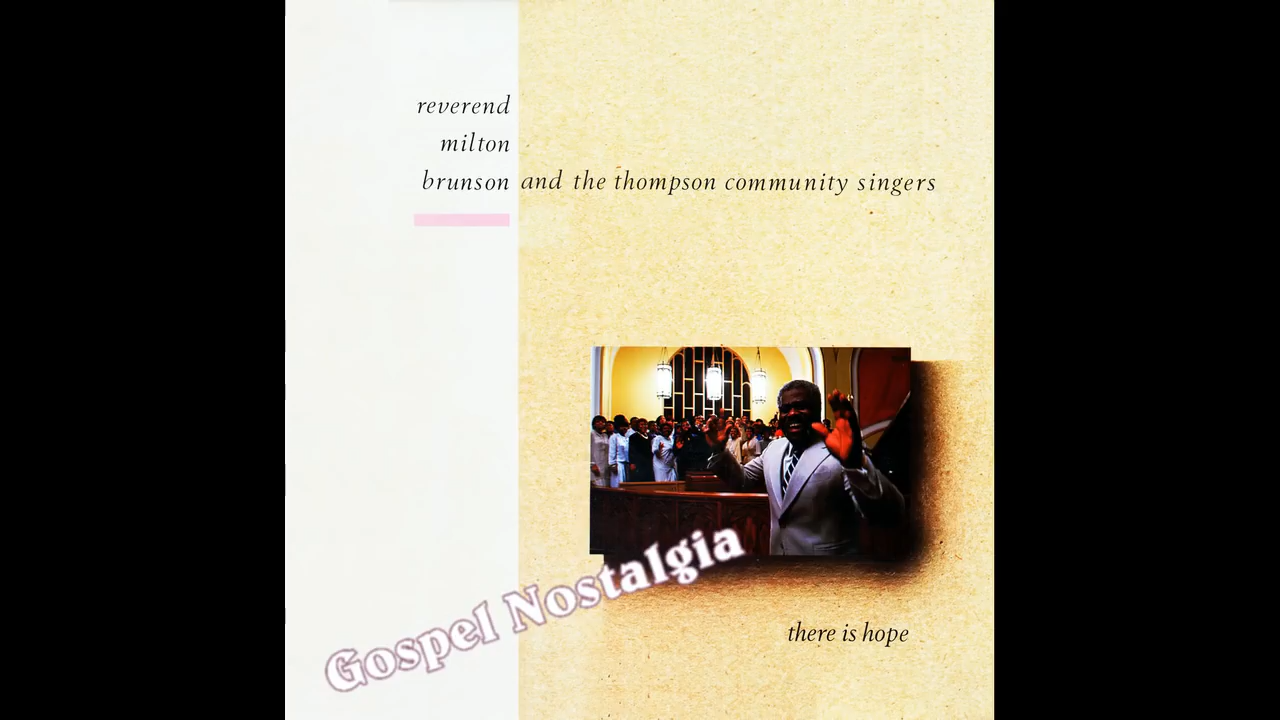 reverend
milton
brunson and the thompson community singers
Gospel Nostalgia
there is hope